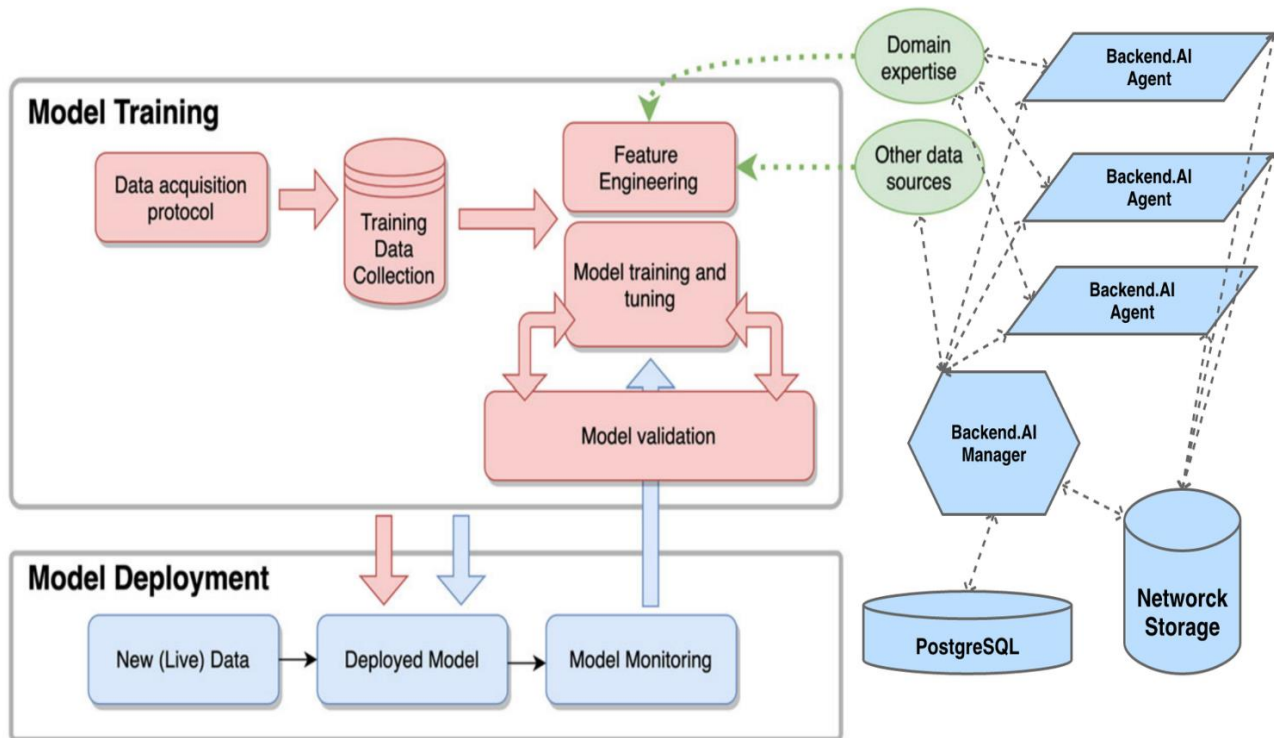 Model Training
Data acquisition
protocol
Training
Data
Collection
Feature
Engineering
Model training and
tuning
Model validation
Domain
expertise
Other data
sources
Backend.AI
Agent
Backend.AI
Agent
Backend.AI
Agent
Backend.AI
Manager
PostgreSQL
Networck
Storage
Model Deployment
New (Live) Data
Deployed Model
Model Monitoring